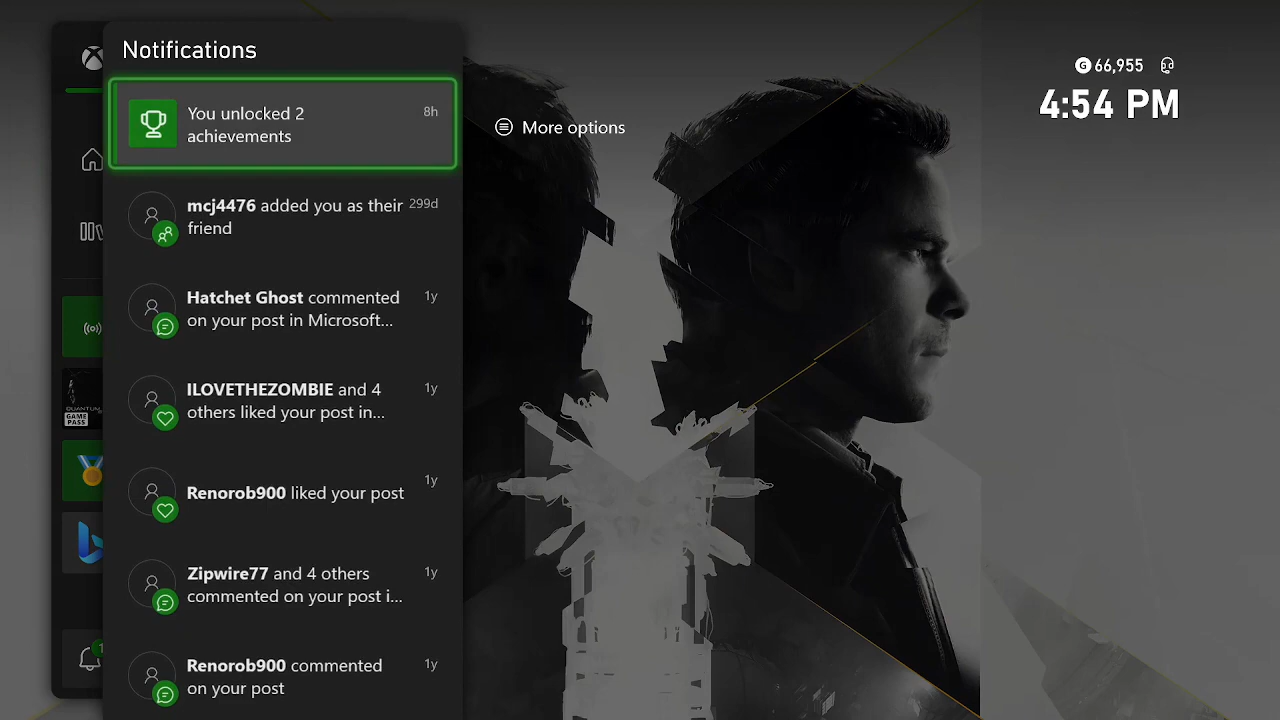 Notifications
You unlocked 2
achievements
8h
mcj4476 added you as their
friend
299d
Hatchet Ghost commented
on your post in Microsoft...
1y
ILOVETHEZOMBIE and 4
others liked your post in...
1y
Renorob900 liked your post
1y
Zipwire77 and 4 others
commented on your post i...
1y
Renorob900 commented
on your post
1y
More options
G 66,955
4:54 PM
QUANTUM
GAME
PASS
1